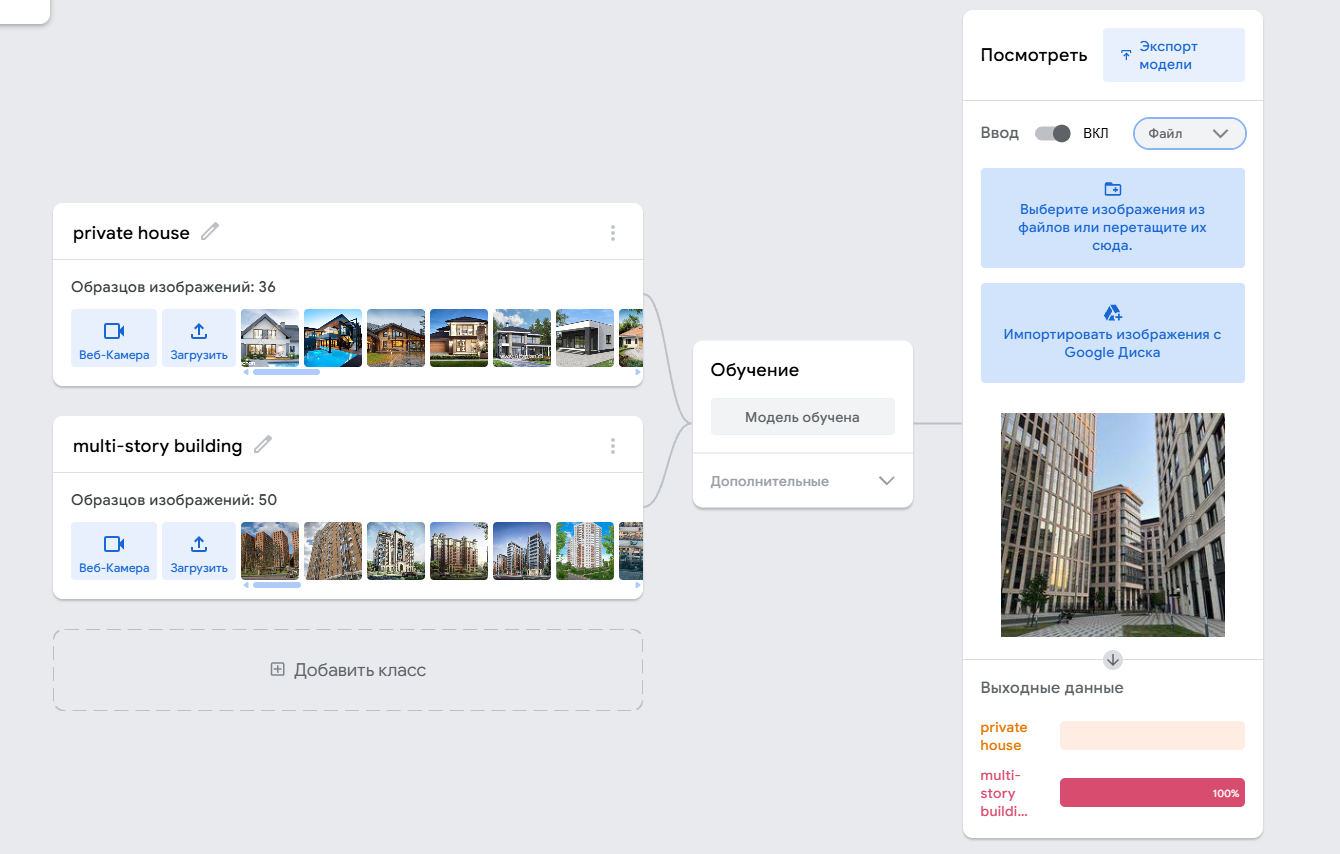 private house
Образцов изображений: 36
Веб-Камера
Загрузить
multi-story building
Образцов изображений: 50
Веб-Камера
Загрузить
Добавить класс
Обучение
Модель обучена
Дополнительные
Посмотреть
Экспорт
модели
Ввод
ВКЛ
Файл
Выберите изображения из
файлов или перетащите их
сюда.
Импортировать изображения с
Google Диска
Выходные данные
private
house
multi-
story
buildi...
100%